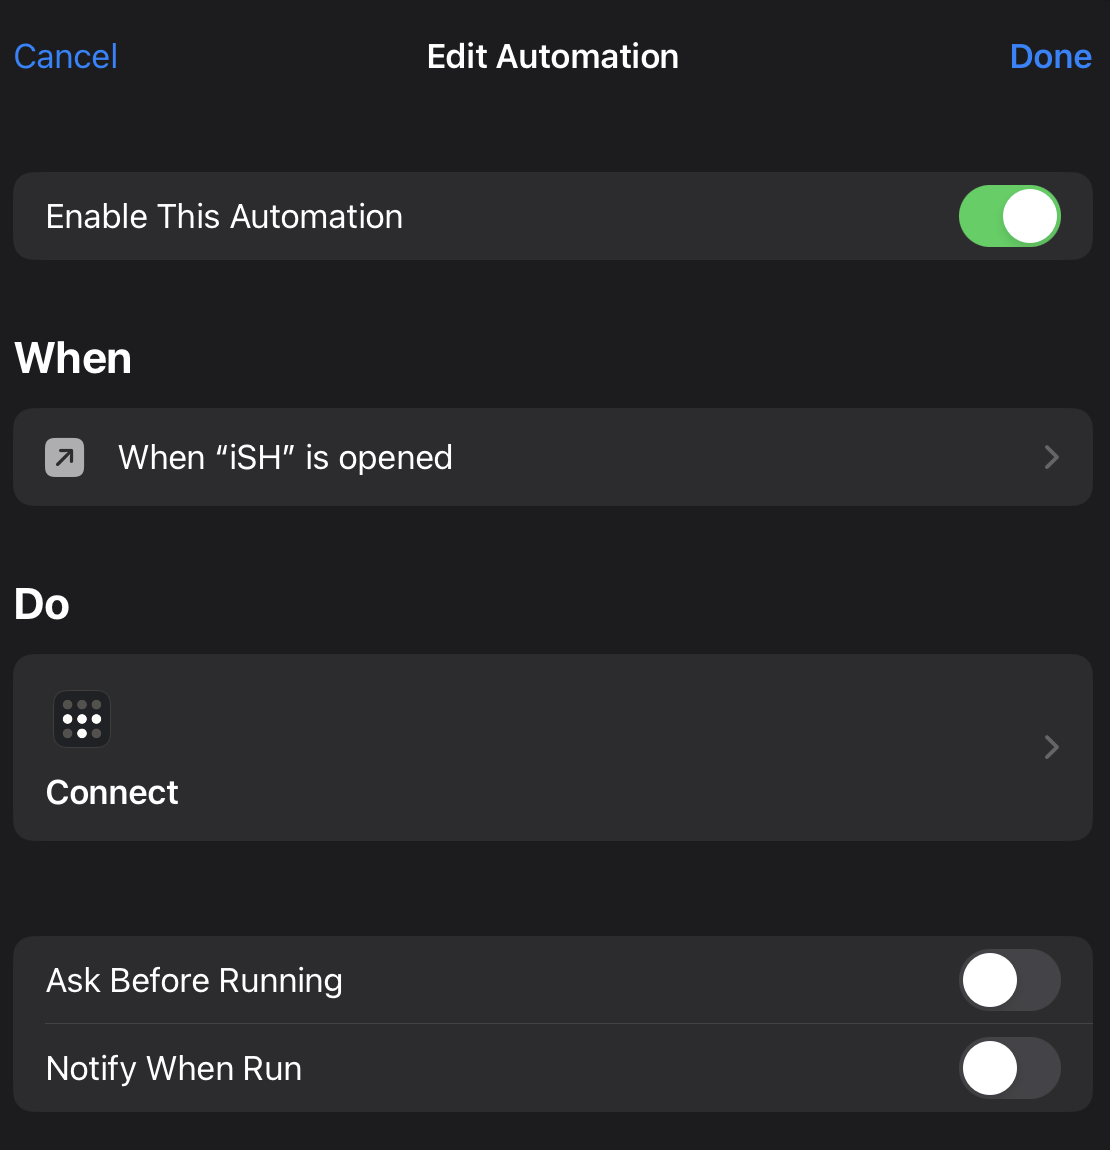 Cancel
Edit Automation
Done
Enable This Automation
When
When “iSH” is opened
Do
Connect
Ask Before Running
Notify When Run